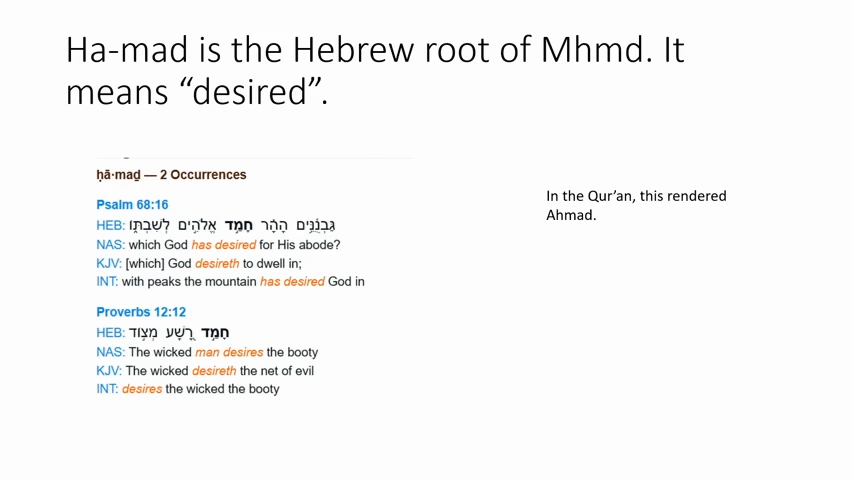 Ha-mad is the Hebrew root of Mhmd. It
means “desired”.
ḥā·maḏ — 2 Occurrences
Psalm 68:16
HEB: גַּבְנֻנִּ֥ים הָהָ֗ר חָמַ֣ד אֱלֹהִ֣ים לְשִׁבְתּ֑וֹ
NAS: which God has desired for His abode?
KJV: [which] God desireth to dwell in;
INT: with peaks the mountain has desired God in
Proverbs 12:12
HEB: חָמַ֣ד רָ֭שָׁע מְצ֣וֹד
NAS: The wicked man desires the booty
KJV: The wicked desireth the net of evil
INT: desires the wicked the booty
In the Qur’an, this rendered
Ahmad.